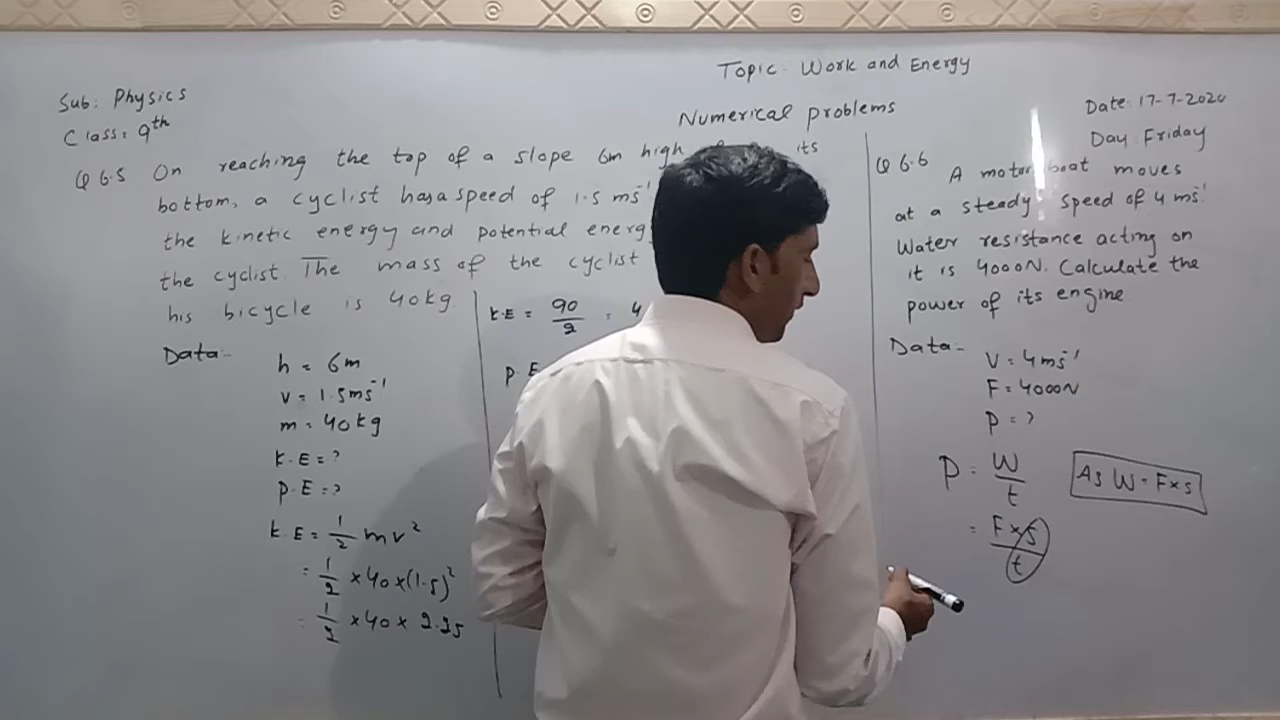 Topic. Work and Energy
Sub: Physics
Class: 9th
Numerical problems
Date: 17-7-2020
Day: Friday
Q 6.5 On reaching the top of a slope 6m high its
bottom, a cyclist has a speed of 1.5 ms⁻¹
the kinetic energy and potential energ
the cyclist. The mass of the cyclist
his bicycle is 40kg.
Data:-
h = 6m
v = 1.5ms⁻¹
m = 40kg
K.E = ?
P.E = ?
K.E = 1/2 mv²
= 1/2 × 40 × (1.5)²
= 1/2 × 40 × 2.25
K.E = 90/2 = 4
P.E
Q 6.6 A motor boat moves
at a steady speed of 4 ms⁻¹.
Water resistance acting on
it is 4000N. Calculate the
power of its engine
Data:-
V = 4ms⁻¹
F = 4000N
P = ?
P = W/t
As W = F×S
= F×S/t